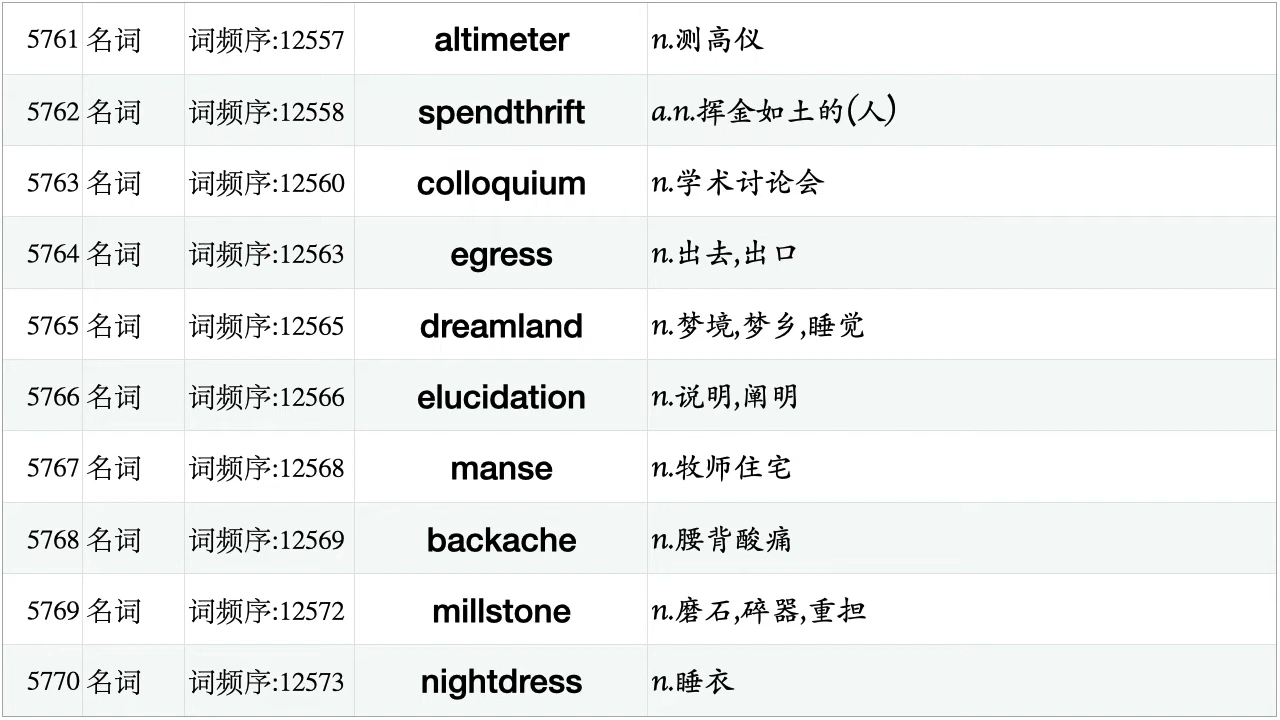 5761 名词 词频序:12557 altimeter n.测高仪
5762 名词 词频序:12558 spendthrift a.n.挥金如土的(人)
5763 名词 词频序:12560 colloquium n.学术讨论会
5764 名词 词频序:12563 egress n.出去,出口
5765 名词 词频序:12565 dreamland n.梦境,梦乡,睡觉
5766 名词 词频序:12566 elucidation n.说明,阐明
5767 名词 词频序:12568 manse n.牧师住宅
5768 名词 词频序:12569 backache n.腰背酸痛
5769 名词 词频序:12572 millstone n.磨石,碎器,重担
5770 名词 词频序:12573 nightdress n.睡衣